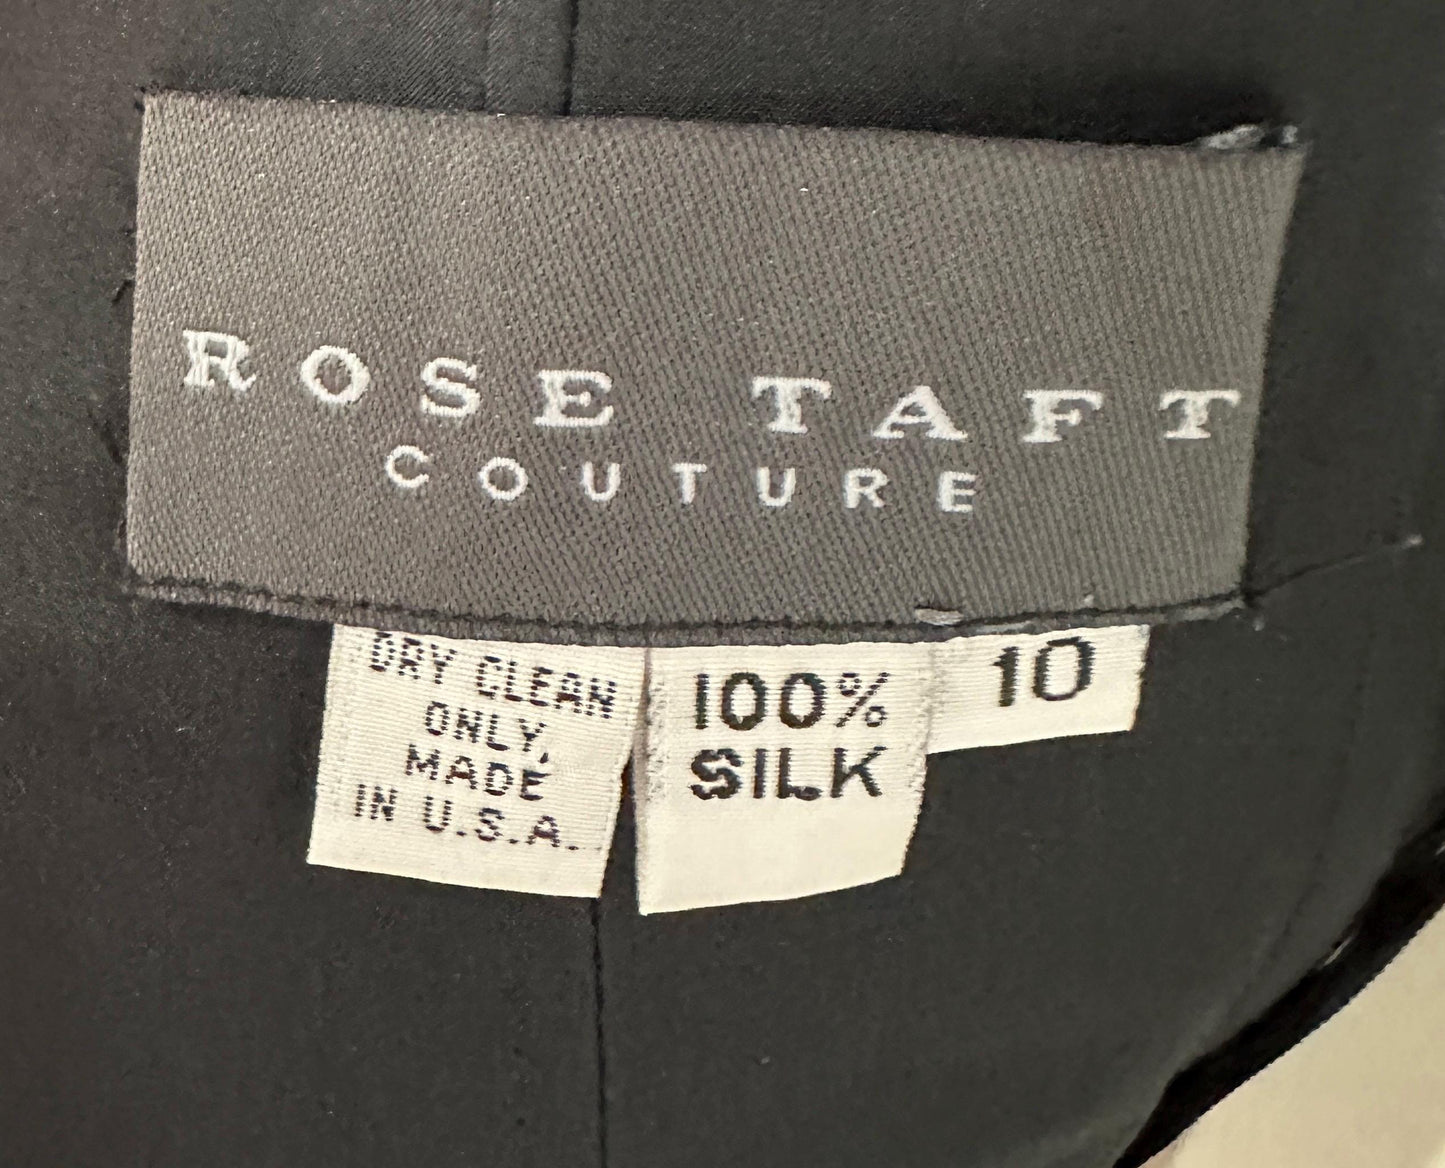 ROSE TAFT
COUTURE
DRY CLEAN
ONLY,
MADE
IN U.S.A.
100%
SILK
10